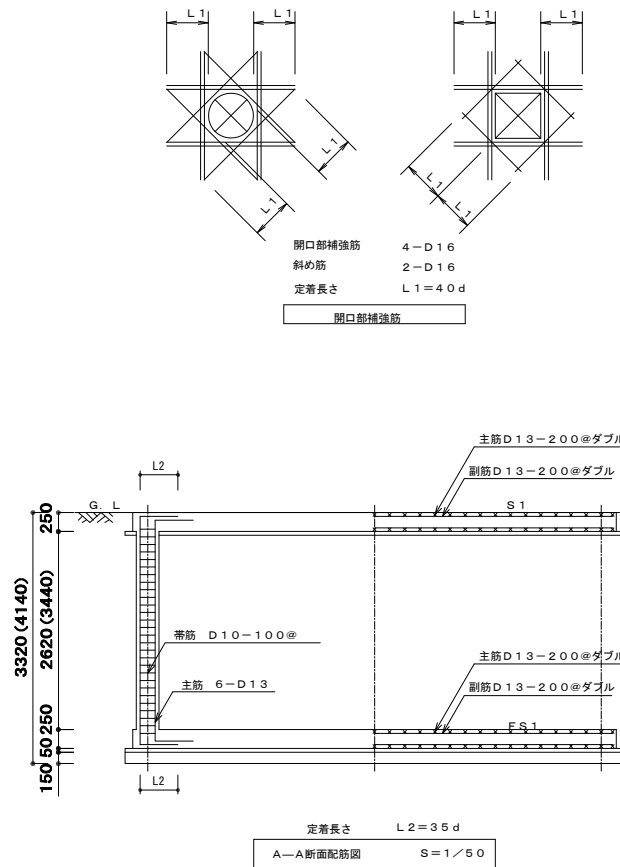 Ｌ１ Ｌ１ Ｌ１ Ｌ１
Ｌ１
Ｌ１
Ｌ１
Ｌ１
開口部補強筋 ４－Ｄ１６
斜め筋 ２－Ｄ１６
定着長さ Ｌ１＝４０ｄ
開口部補強筋
主筋Ｄ１３－２００＠ダブル
副筋Ｄ１３－２００＠ダブル
L2
Ｇ．Ｌ
Ｓ１
250
3320 (4140)
2620 (3440)
帯筋 Ｄ１０－１００＠
主筋 ６－Ｄ１３
主筋Ｄ１３－２００＠ダブル
副筋Ｄ１３－２００＠ダブル
ＦＳ１
250
50
150
L2
定着長さ Ｌ２＝３５ｄ
Ａ―Ａ断面配筋図 Ｓ＝１／５０